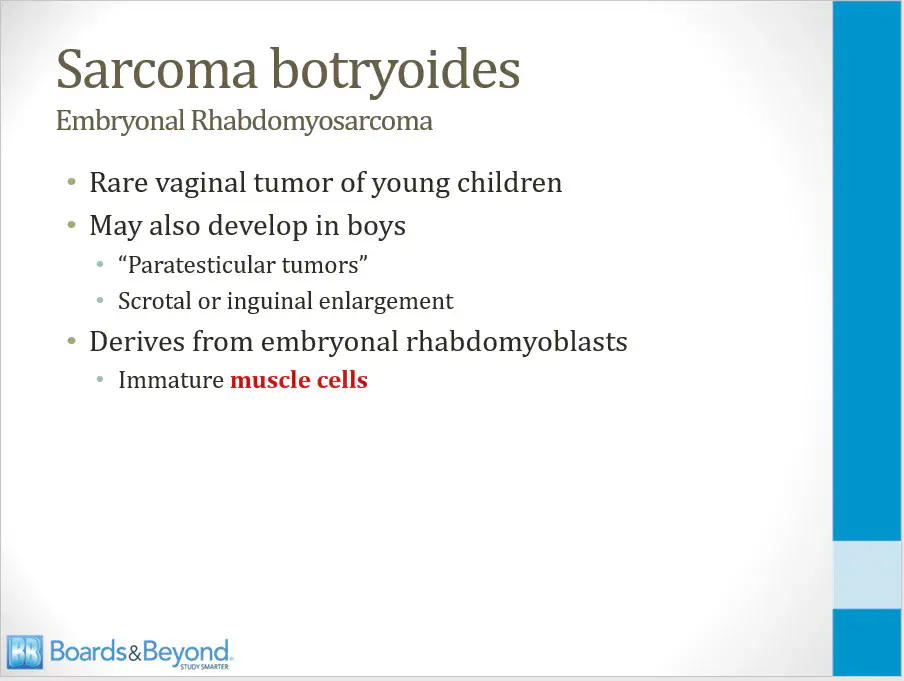 Sarcoma botryoides
Embryonal Rhabdomyosarcoma
• Rare vaginal tumor of young children
• May also develop in boys
• “Paratesticular tumors”
• Scrotal or inguinal enlargement
• Derives from embryonal rhabdomyoblasts
• Immature muscle cells
BB Boards&Beyond.
STUDY SMARTER